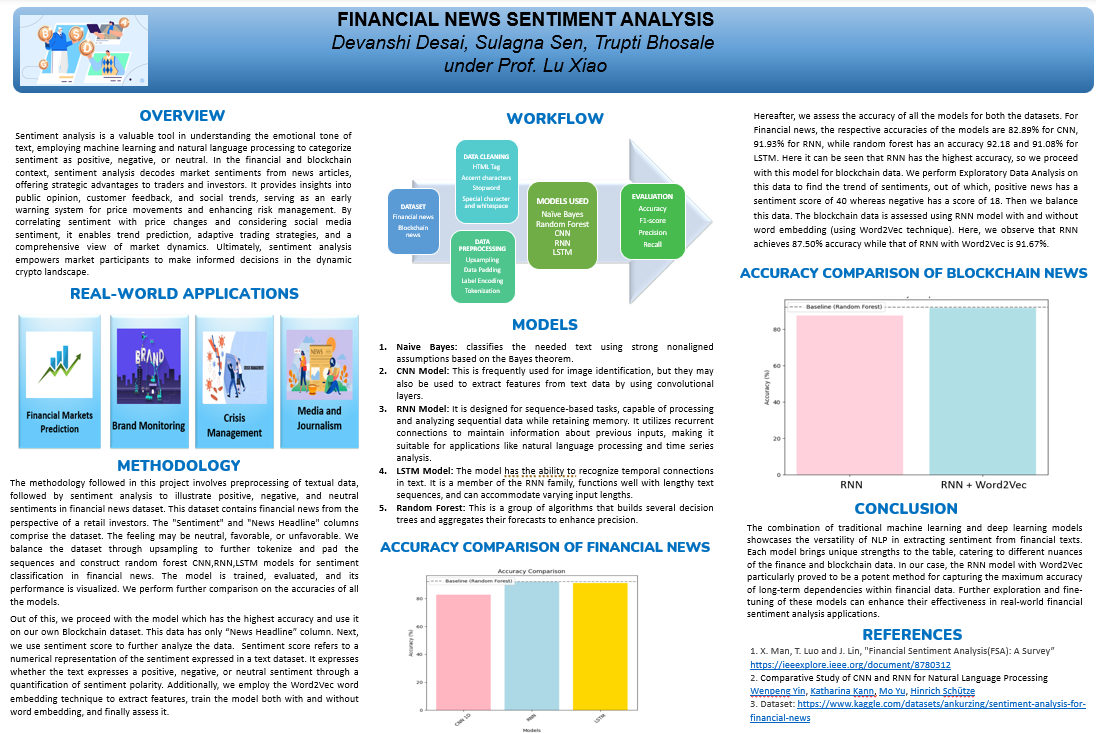 FINANCIAL NEWS SENTIMENT ANALYSIS
Devanshi Desai, Sulagna Sen, Trupti Bhosale
under Prof. Lu Xiao
OVERVIEW
Sentiment analysis is a valuable tool in understanding the emotional tone of
text, employing machine learning and natural language processing to categorize
sentiment as positive, negative, or neutral. In the financial and blockchain
context, sentiment analysis decodes market sentiments from news articles,
offering strategic advantages to traders and investors. It provides insights into
public opinion, customer feedback, and social trends, serving as an early
warning system for price movements and enhancing risk management. By
correlating sentiment with price changes and considering social media
sentiment, it enables trend prediction, adaptive trading strategies, and a
comprehensive view of market dynamics. Ultimately, sentiment analysis
empowers market participants to make informed decisions in the dynamic
crypto landscape.
REAL-WORLD APPLICATIONS
BRAND
CRISIS MANAGEMENT
NEWS
Financial Markets
Prediction
Brand Monitoring
Crisis
Management
Media and
Journalism
METHODOLOGY
The methodology followed in this project involves preprocessing of textual data,
followed by sentiment analysis to illustrate positive, negative, and neutral
sentiments in financial news dataset. This dataset contains financial news from the
perspective of a retail investors. The "Sentiment" and "News Headline" columns
comprise the dataset. The feeling may be neutral, favorable, or unfavorable. We
balance the dataset through upsampling to further tokenize and pad the
sequences and construct random forest CNN,RNN,LSTM models for sentiment
classification in financial news. The model is trained, evaluated, and its
performance is visualized. We perform further comparison on the accuracies of all
the models.
Out of this, we proceed with the model which has the highest accuracy and use it
on our own Blockchain dataset. This data has only “News Headline” column. Next,
we use sentiment score to further analyze the data. Sentiment score refers to a
numerical representation of the sentiment expressed in a text dataset. It expresses
whether the text expresses a positive, negative, or neutral sentiment through a
quantification of sentiment polarity. Additionally, we employ the Word2Vec word
embedding technique to extract features, train the model both with and without
word embedding, and finally assess it.
WORKFLOW
DATASET
Financial news
Blockchain
news
DATA CLEANING
HTML Tag
Accent characters
Stopword
Special character
and whitespace
DATA
PREPROCESSING
Upsampling
Data Padding
Label Encoding
Tokenization
MODELS USED
Naïve Bayes
Random Forest
CNN
RNN
LSTM
EVALUATION
Accuracy
F1-score
Precision
Recall
MODELS
1. Naive Bayes: classifies the needed text using strong nonaligned
assumptions based on the Bayes theorem.
2. CNN Model: This is frequently used for image identification, but they may
also be used to extract features from text data by using convolutional
layers.
3. RNN Model: It is designed for sequence-based tasks, capable of processing
and analyzing sequential data while retaining memory. It utilizes recurrent
connections to maintain information about previous inputs, making it
suitable for applications like natural language processing and time series
analysis.
4. LSTM Model: The model has the ability to recognize temporal connections
in text. It is a member of the RNN family, functions well with lengthy text
sequences, and can accommodate varying input lengths.
5. Random Forest: This is a group of algorithms that builds several decision
trees and aggregates their forecasts to enhance precision.
ACCURACY COMPARISON OF FINANCIAL NEWS
Accuracy Comparison
Baseline (Random Forest)
Accuracy (%)
80
60
40
20
0
CNN 1D
RNN
LSTM
Models
Hereafter, we assess the accuracy of all the models for both the datasets. For
Financial news, the respective accuracies of the models are 82.89% for CNN,
91.93% for RNN, while random forest has an accuracy 92.18 and 91.08% for
LSTM. Here it can be seen that RNN has the highest accuracy, so we proceed
with this model for blockchain data. We perform Exploratory Data Analysis on
this data to find the trend of sentiments, out of which, positive news has a
sentiment score of 40 whereas negative has a score of 18. Then we balance
this data. The blockchain data is assessed using RNN model with and without
word embedding (using Word2Vec technique). Here, we observe that RNN
achieves 87.50% accuracy while that of RNN with Word2Vec is 91.67%.
ACCURACY COMPARISON OF BLOCKCHAIN NEWS
Baseline (Random Forest)
Accuracy (%)
80
60
40
20
0
RNN
RNN + Word2Vec
CONCLUSION
The combination of traditional machine learning and deep learning models
showcases the versatility of NLP in extracting sentiment from financial texts.
Each model brings unique strengths to the table, catering to different nuances
of the finance and blockchain data. In our case, the RNN model with Word2Vec
particularly proved to be a potent method for capturing the maximum accuracy
of long-term dependencies within financial data. Further exploration and fine-
tuning of these models can enhance their effectiveness in real-world financial
sentiment analysis applications.
REFERENCES
1. X. Man, T. Luo and J. Lin, "Financial Sentiment Analysis(FSA): A Survey"
https://ieeexplore.ieee.org/document/8780312
2. Comparative Study of CNN and RNN for Natural Language Processing
Wenpeng Yin, Katharina Kann, Mo Yu, Hinrich Schütze
3. Dataset: https://www.kaggle.com/datasets/ankurzing/sentiment-analysis-for-
financial-news